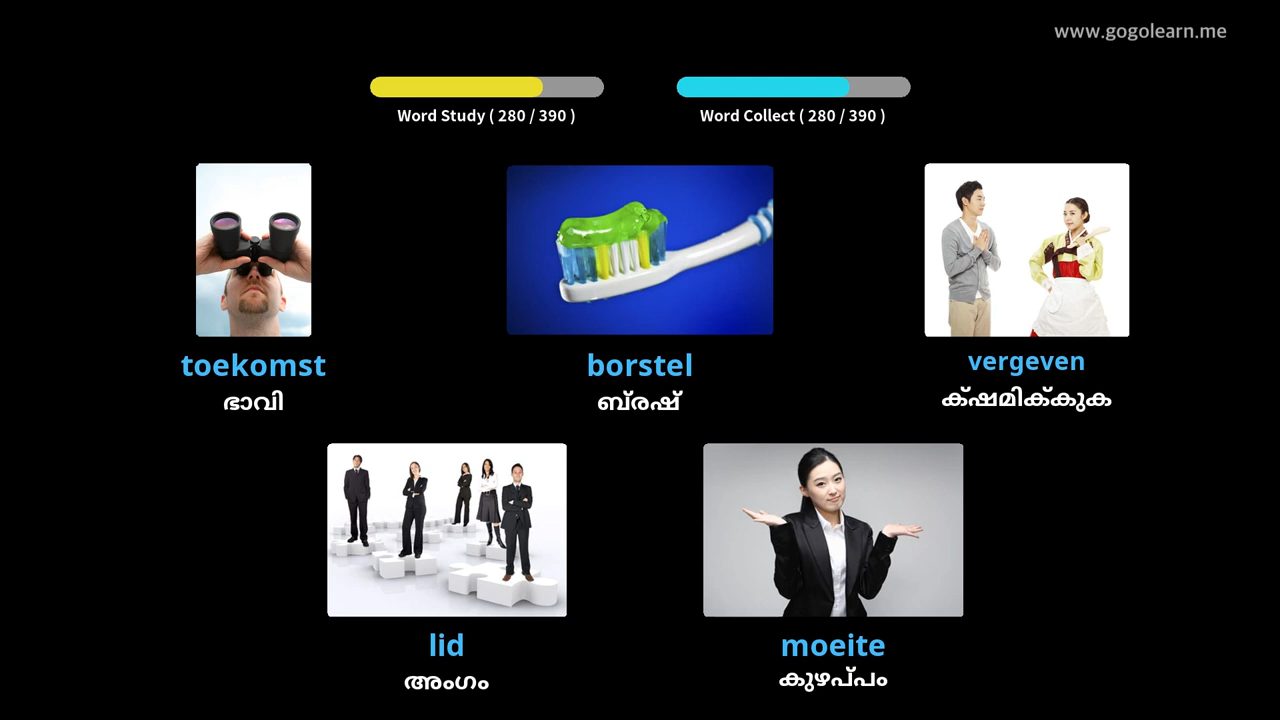 www.gogolearn.me
Word Study ( 280 / 390 )
Word Collect ( 280 / 390 )
toekomst
ഭാവി
borstel
ബ്രഷ്
vergeven
ക്ഷമിക്കുക
lid
അംഗം
moeite
കുഴപ്പം